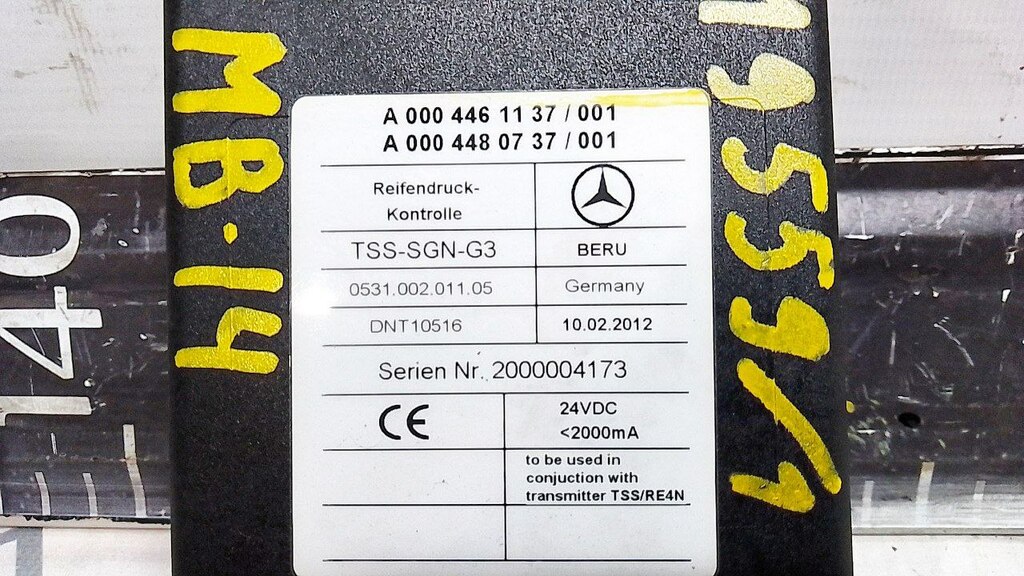 MB·14
A 000 446 11 37 / 001
A 000 448 07 37 / 001
Reifendruck-
Kontrolle
TSS-SGN-G3
BERU
0531.002.011.05
Germany
DNT10516
10.02.2012
Serien Nr. 2000004173
CE
24VDC
<2000mA
to be used in
conjuction with
transmitter TSS/RE4N
140